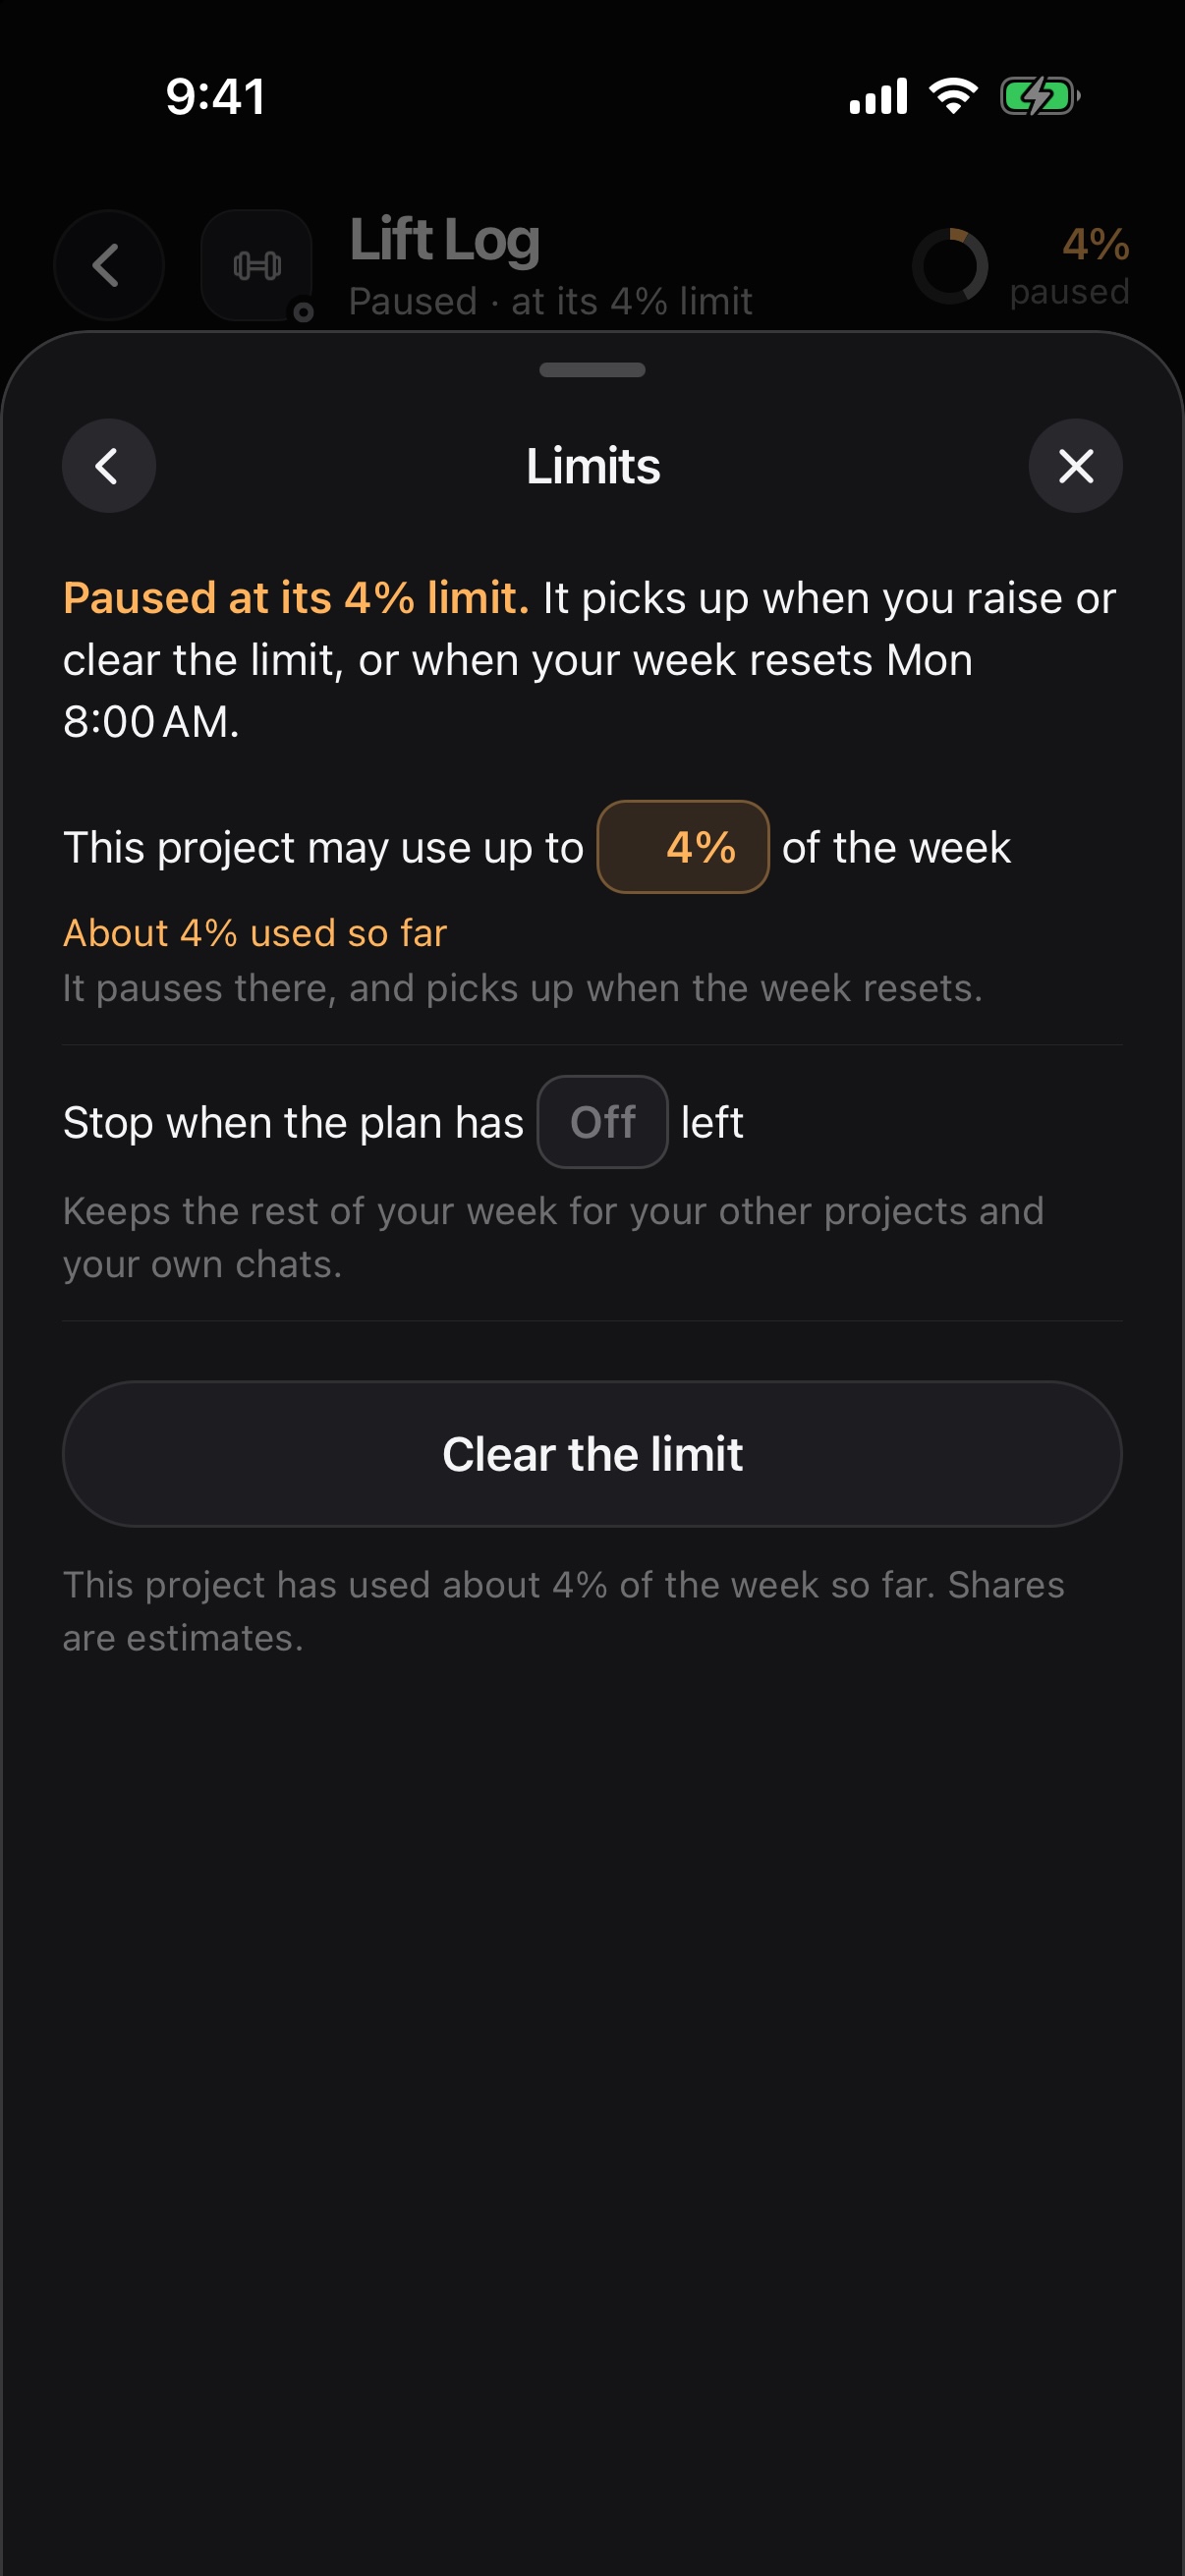 9:41
Lift Log
Paused · at its 4% limit
4%
paused
Limits
Paused at its 4% limit. It picks up when you raise or
clear the limit, or when your week resets Mon
8:00 AM.
This project may use up to 4% of the week
About 4% used so far
It pauses there, and picks up when the week resets.
Stop when the plan has Off left
Keeps the rest of your week for your other projects and
your own chats.
Clear the limit
This project has used about 4% of the week so far. Shares
are estimates.